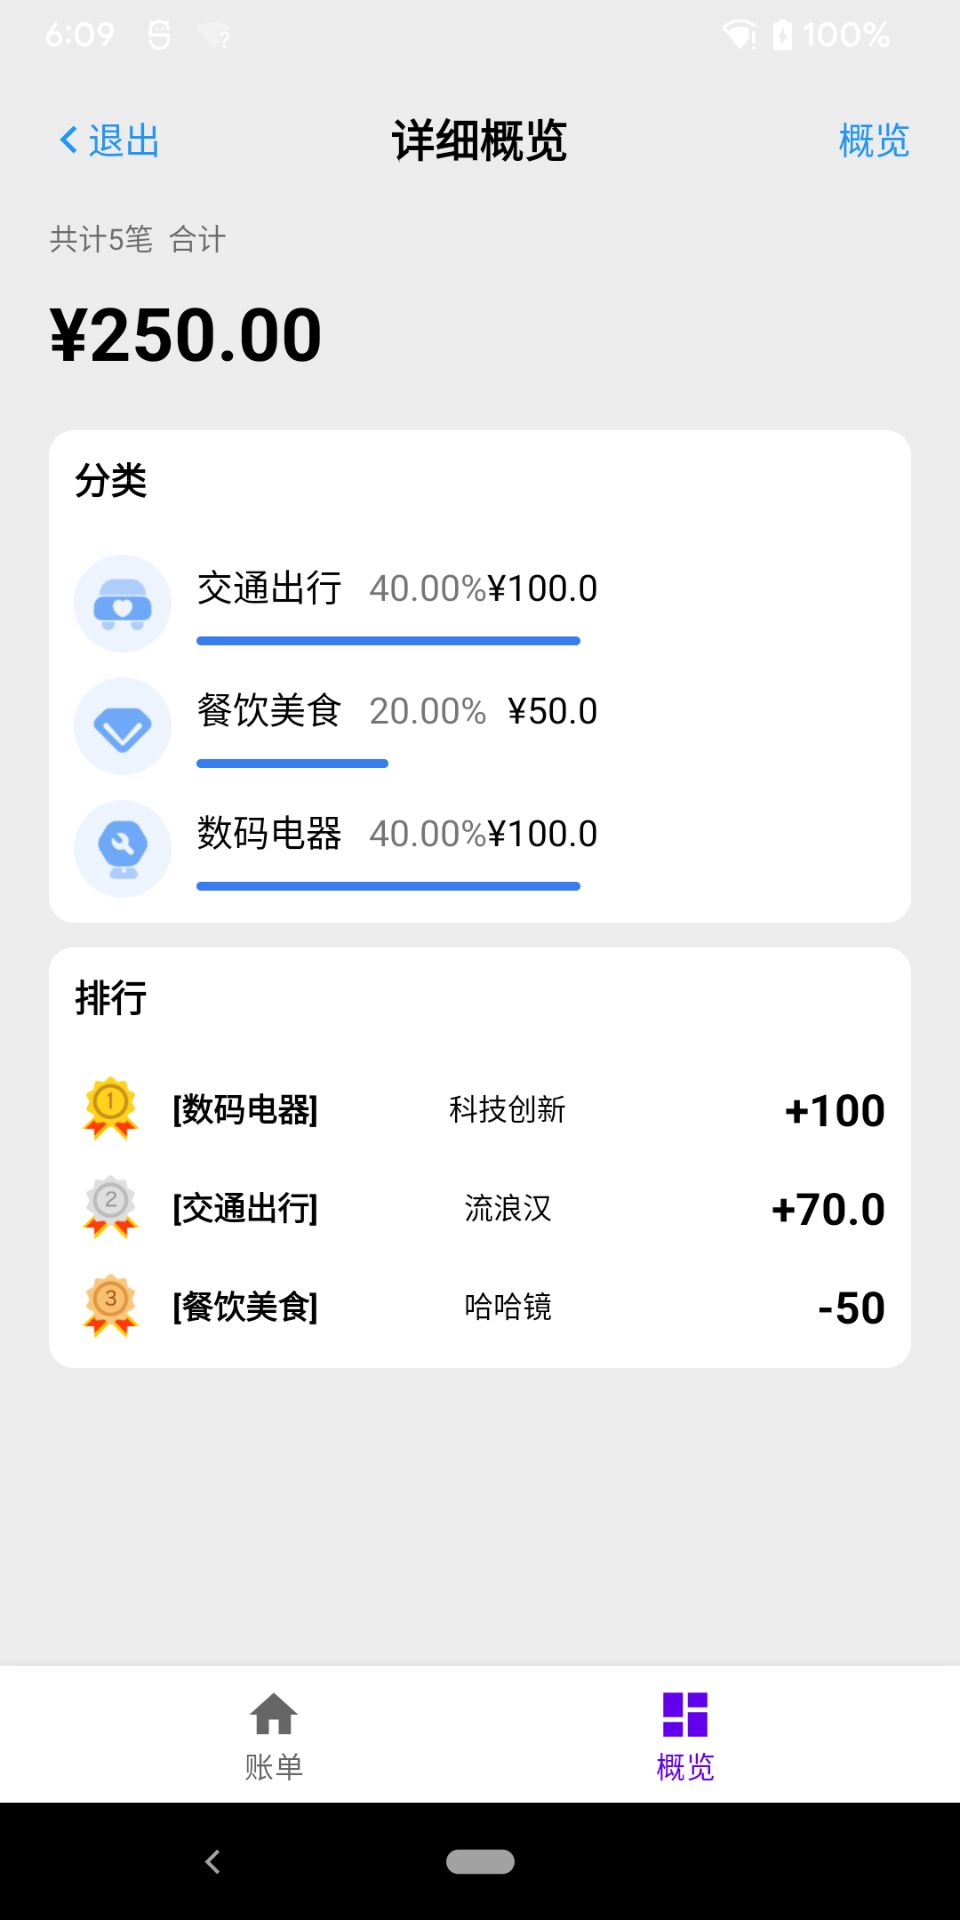 6:09 100%
退出 详细概览 概览
共计5笔 合计
¥250.00
分类
交通出行 40.00%¥100.0
餐饮美食 20.00% ¥50.0
数码电器 40.00%¥100.0
排行
1 [数码电器] 科技创新 +100
2 [交通出行] 流浪汉 +70.0
3 [餐饮美食] 哈哈镜 -50
账单 概览